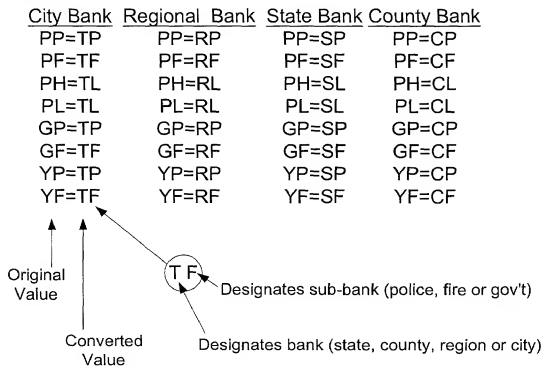 City Bank Regional Bank State Bank County Bank
PP=TP PP=RP PP=SP PP=CP
PF=TF PF=RF PF=SF PF=CF
PH=TL PH=RL PH=SL PH=CL
PL=TL PL=RL PL=SL PL=CL
GP=TP GP=RP GP=SP GP=CP
GF=TF GF=RF GF=SF GF=CF
YP=TP YP=RP YP=SP YP=CP
YF=TF YF=RF YF=SF YF=CF
Original
Value
T F
Designates sub-bank (police, fire or gov't)
Converted
Value
Designates bank (state, county, region or city)